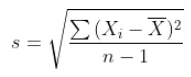 s = √(∑(Xᵢ − X̅)² / (n − 1))